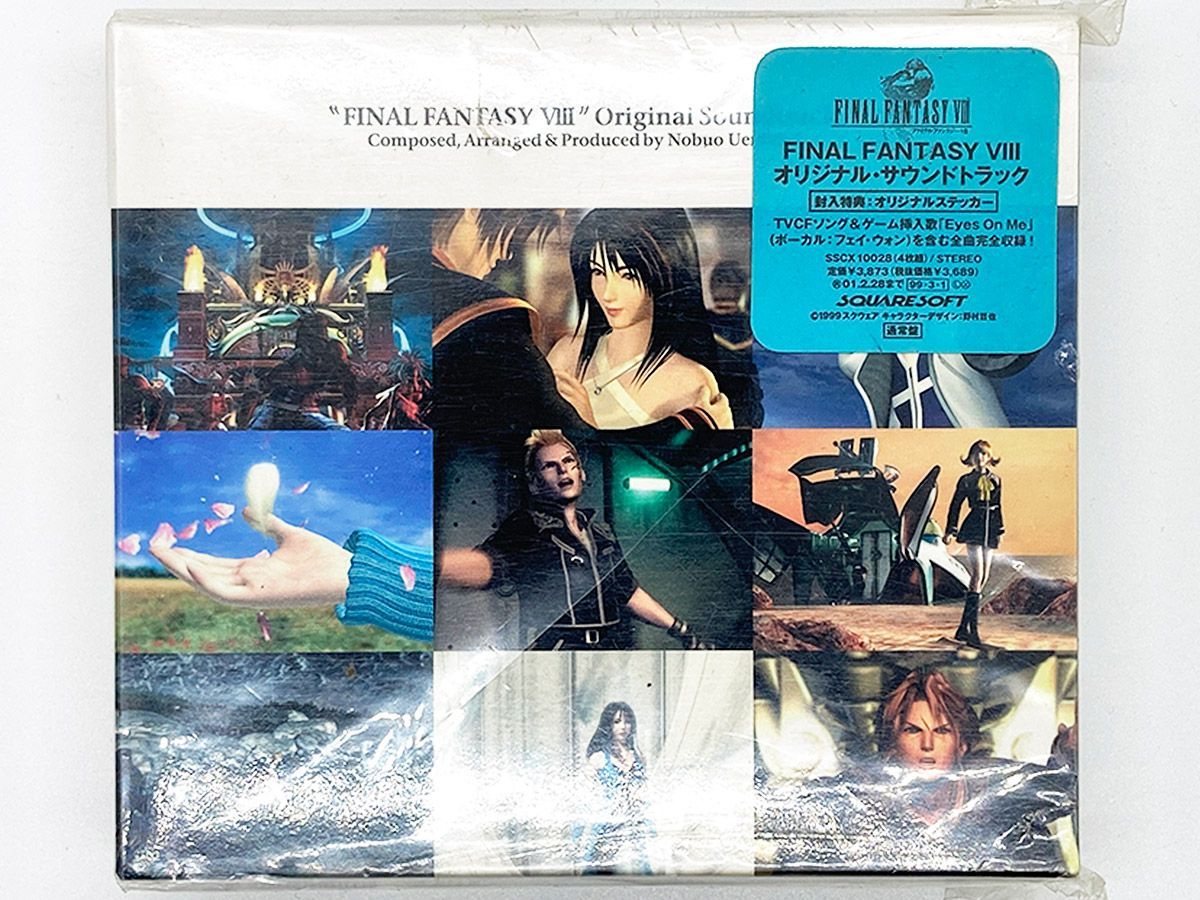 "FINAL FANTASY VIII" Original Soun
Composed, Arranged & Produced by Nobuo Uem
FINAL FANTASY VIII
FINAL FANTASY VIII
オリジナル・サウンドトラック
封入特典：オリジナルステッカー
TVCFソング&ゲーム挿入歌「Eyes On Me」
(ボーカル：フェイ・ウォン)を含む全曲完全収録！
SSCX 10028 (4枚組) / STEREO
定価¥3,873(税抜価格¥3,689)
01.2.28まで 99・3・1
SQUARESOFT
©1999スクウェア キャラクターデザイン:野村哲也
通常盤